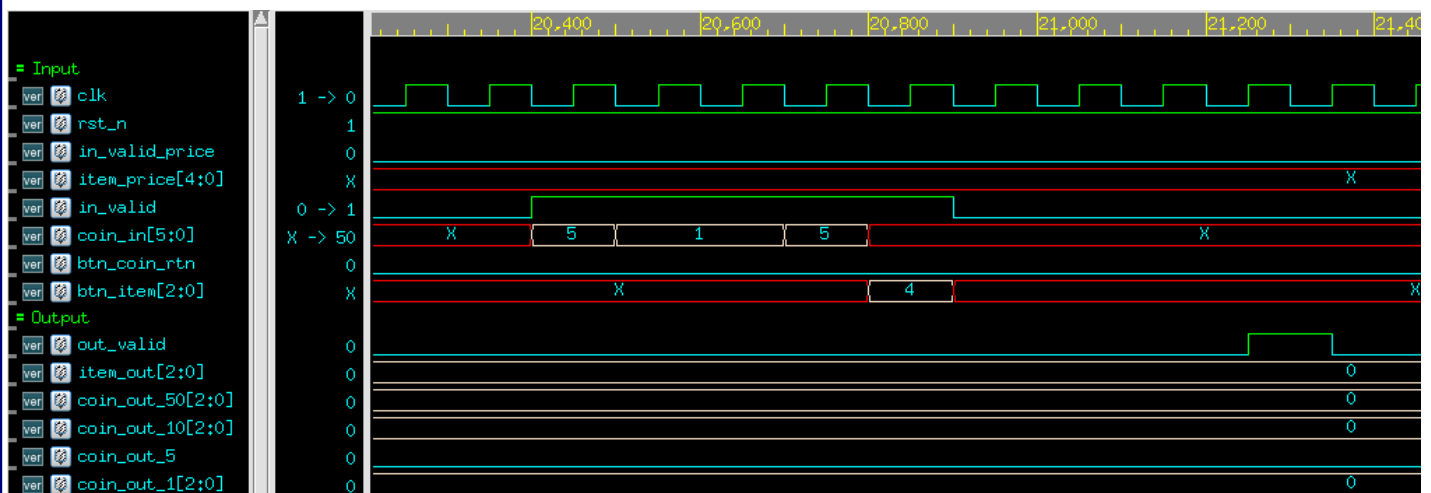 20,400 20,600 20,800 21,000 21,200 21,40
= Input
ver clk 1 -> 0
ver rst_n 1
ver in_valid_price 0
ver item_price[4:0] X X
ver in_valid 0 -> 1
ver coin_in[5:0] X -> 50 X 5 1 5 X
ver btn_coin_rtn 0
ver btn_item[2:0] X X 4 X
= Output
ver out_valid 0
ver item_out[2:0] 0 0
ver coin_out_50[2:0] 0 0
ver coin_out_10[2:0] 0 0
ver coin_out_5 0
ver coin_out_1[2:0] 0 0